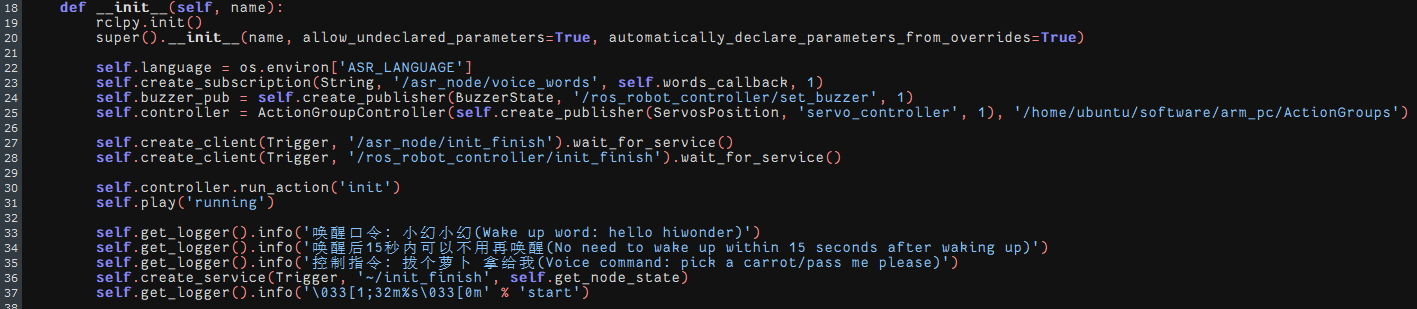 18 def __init__(self, name):
19 rclpy.init()
20 super().__init__(name, allow_undeclared_parameters=True, automatically_declare_parameters_from_overrides=True)
21
22 self.language = os.environ['ASR_LANGUAGE']
23 self.create_subscription(String, '/asr_node/voice_words', self.words_callback, 1)
24 self.buzzer_pub = self.create_publisher(BuzzerState, '/ros_robot_controller/set_buzzer', 1)
25 self.controller = ActionGroupController(self.create_publisher(ServosPosition, 'servo_controller', 1), '/home/ubuntu/software/arm_pc/ActionGroups')
26
27 self.create_client(Trigger, '/asr_node/init_finish').wait_for_service()
28 self.create_client(Trigger, '/ros_robot_controller/init_finish').wait_for_service()
29
30 self.controller.run_action('init')
31 self.play('running')
32
33 self.get_logger().info('唤醒口令: 小幻小幻(Wake up word: hello hiwonder)')
34 self.get_logger().info('唤醒后15秒内可以不用再唤醒(No need to wake up within 15 seconds after waking up)')
35 self.get_logger().info('控制指令: 拔个萝卜 拿给我(Voice command: pick a carrot/pass me please)')
36 self.create_service(Trigger, '~/init_finish', self.get_node_state)
37 self.get_logger().info('\033[1;32m%s\033[0m' % 'start')
38